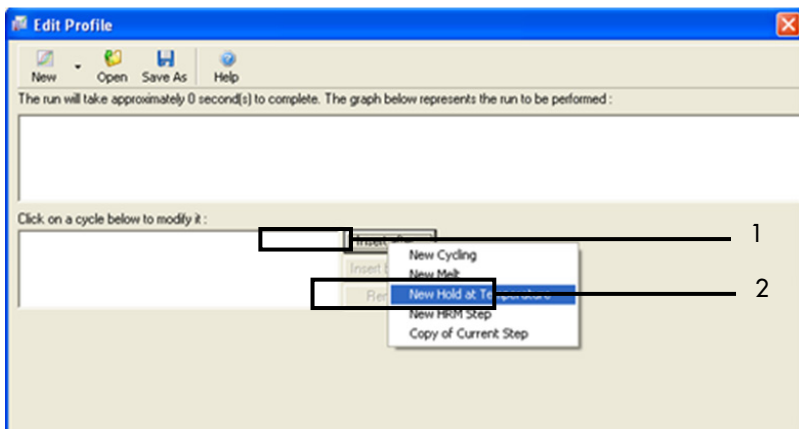 Edit Profile
New Open Save As Help
The run will take approximately 0 second(s) to complete. The graph below represents the run to be performed :
Click on a cycle below to modify it :
1
New Cycling
Insert
New Melt
New Hold at Temperature
2
New HRM Step
Copy of Current Step